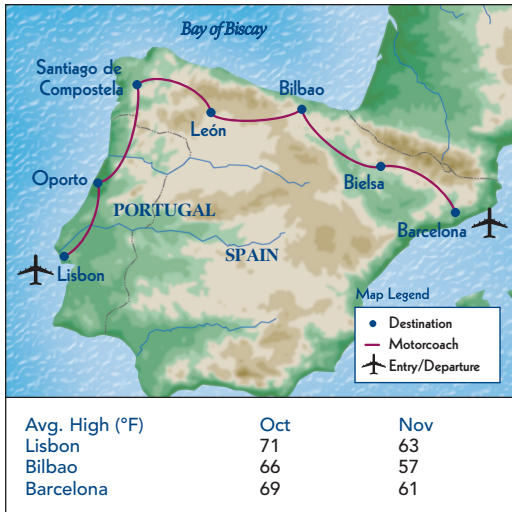 Bay of Biscay
Santiago de
Compostela
Bilbao
León
Oporto
Bielsa
PORTUGAL
Barcelona
SPAIN
Lisbon
Map Legend
Destination
Motorcoach
Entry/Departure
Avg. High (°F) Oct Nov
Lisbon 71 63
Bilbao 66 57
Barcelona 69 61